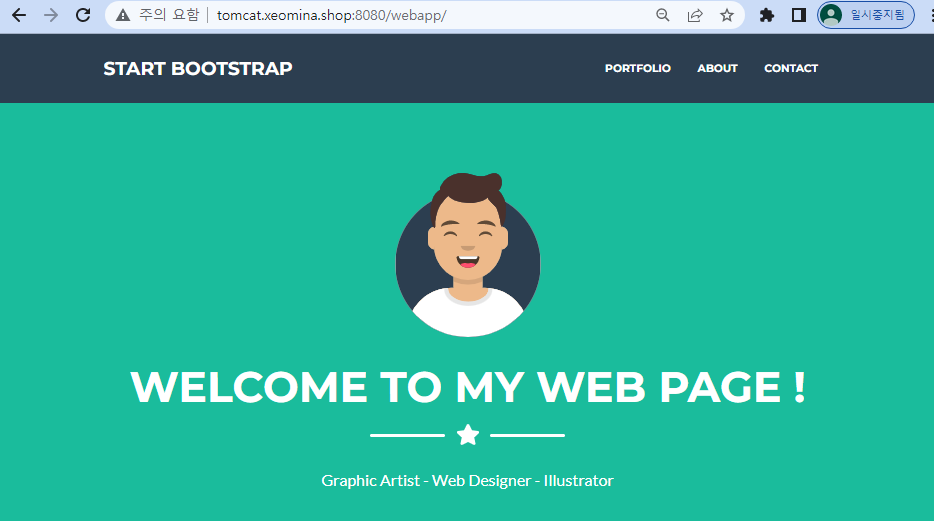 주의 요함 tomcat.xeomina.shop:8080/webapp/ 일시중지됨
START BOOTSTRAP PORTFOLIO ABOUT CONTACT
WELCOME TO MY WEB PAGE !
Graphic Artist - Web Designer - Illustrator